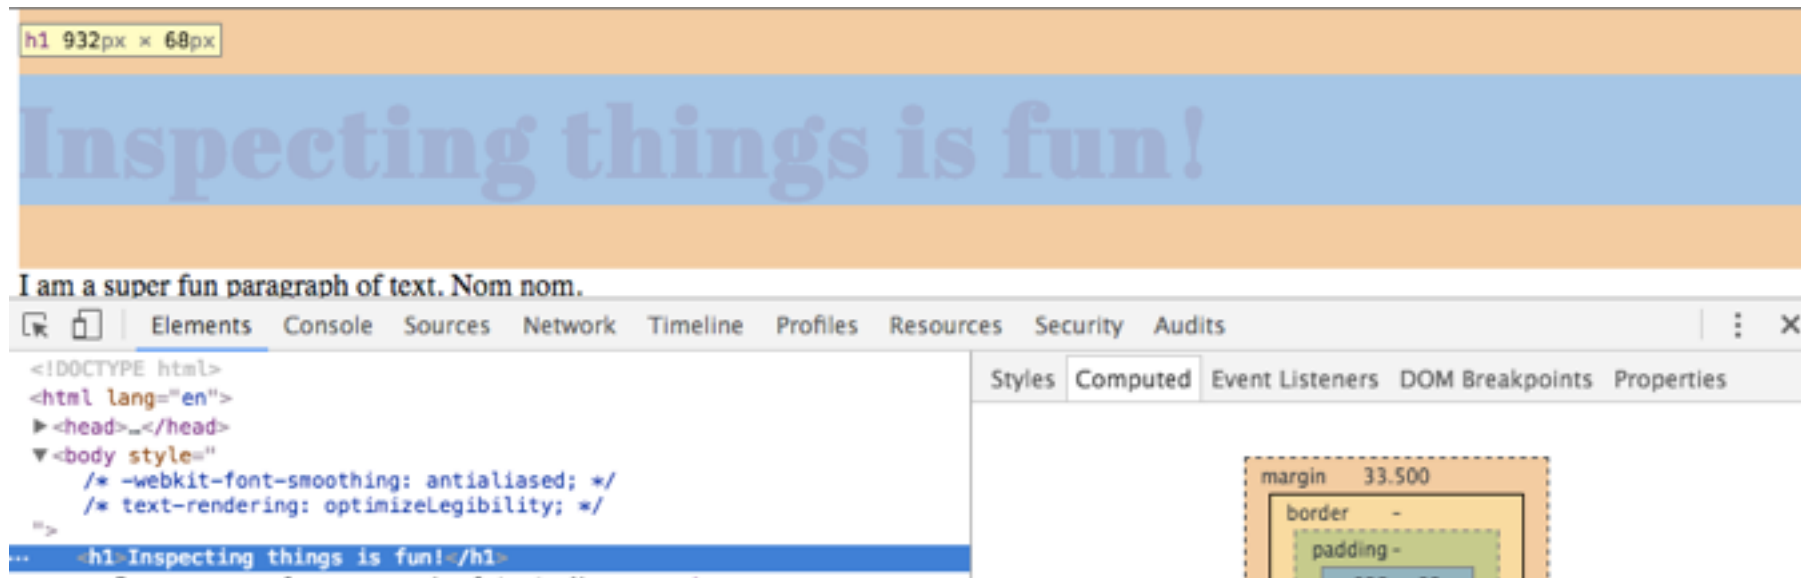 h1 932px × 68px
Inspecting things is fun!
I am a super fun paragraph of text. Nom nom.
Elements Console Sources Network Timeline Profiles Resources Security Audits
<!DOCTYPE html>
<html lang="en">
▶<head>…</head>
▼<body style="
/* -webkit-font-smoothing: antialiased; */
/* text-rendering: optimizeLegibility; */
">
... <h1>Inspecting things is fun!</h1>
Styles Computed Event Listeners DOM Breakpoints Properties
margin 33.500
border -
padding -